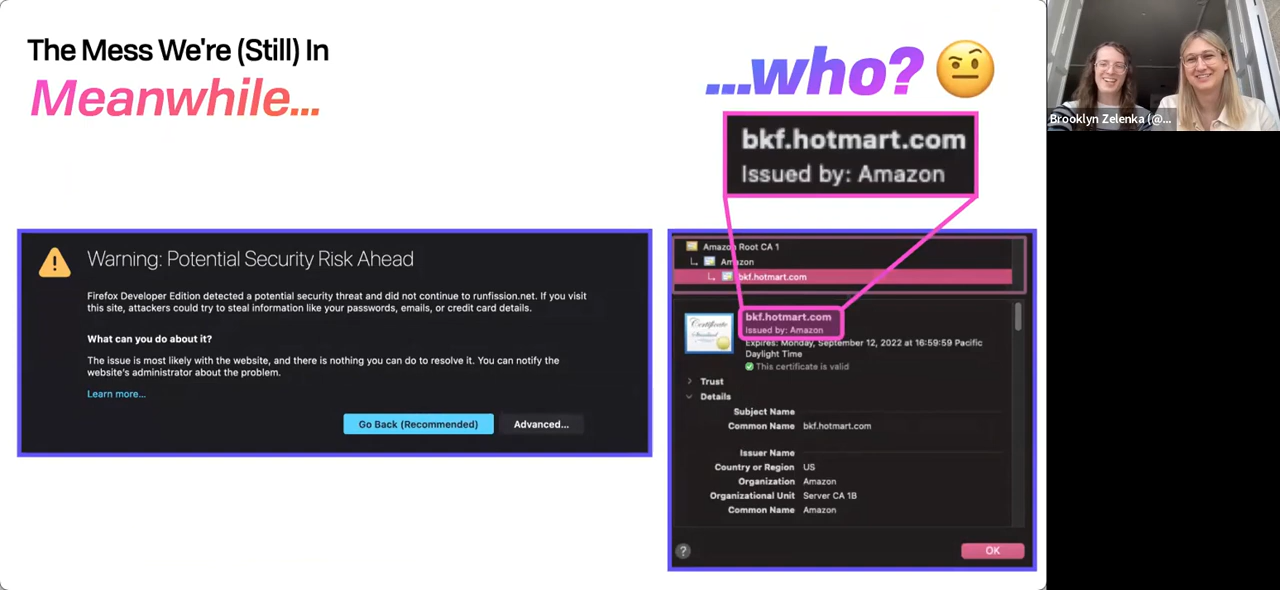 The Mess We're (Still) In
Meanwhile...
...who?
bkf.hotmart.com
Issued by: Amazon
Brooklyn Zelenka (@...
Warning: Potential Security Risk Ahead
Firefox Developer Edition detected a potential security threat and did not continue to runfission.net. If you visit
this site, attackers could try to steal information like your passwords, emails, or credit card details.
What can you do about it?
The issue is most likely with the website, and there is nothing you can do to resolve it. You can notify the
website's administrator about the problem.
Learn more...
Go Back (Recommended)
Advanced...
Amazon Root CA 1
Amazon
bkf.hotmart.com
Certificate
Standard
bkf.hotmart.com
Issued by: Amazon
Expires: Monday, September 12, 2022 at 16:59:59 Pacific
Daylight Time
This certificate is valid
Trust
Details
Subject Name
Common Name bkf.hotmart.com
Issuer Name
Country or Region US
Organization Amazon
Organizational Unit Server CA 1B
Common Name Amazon
?
OK